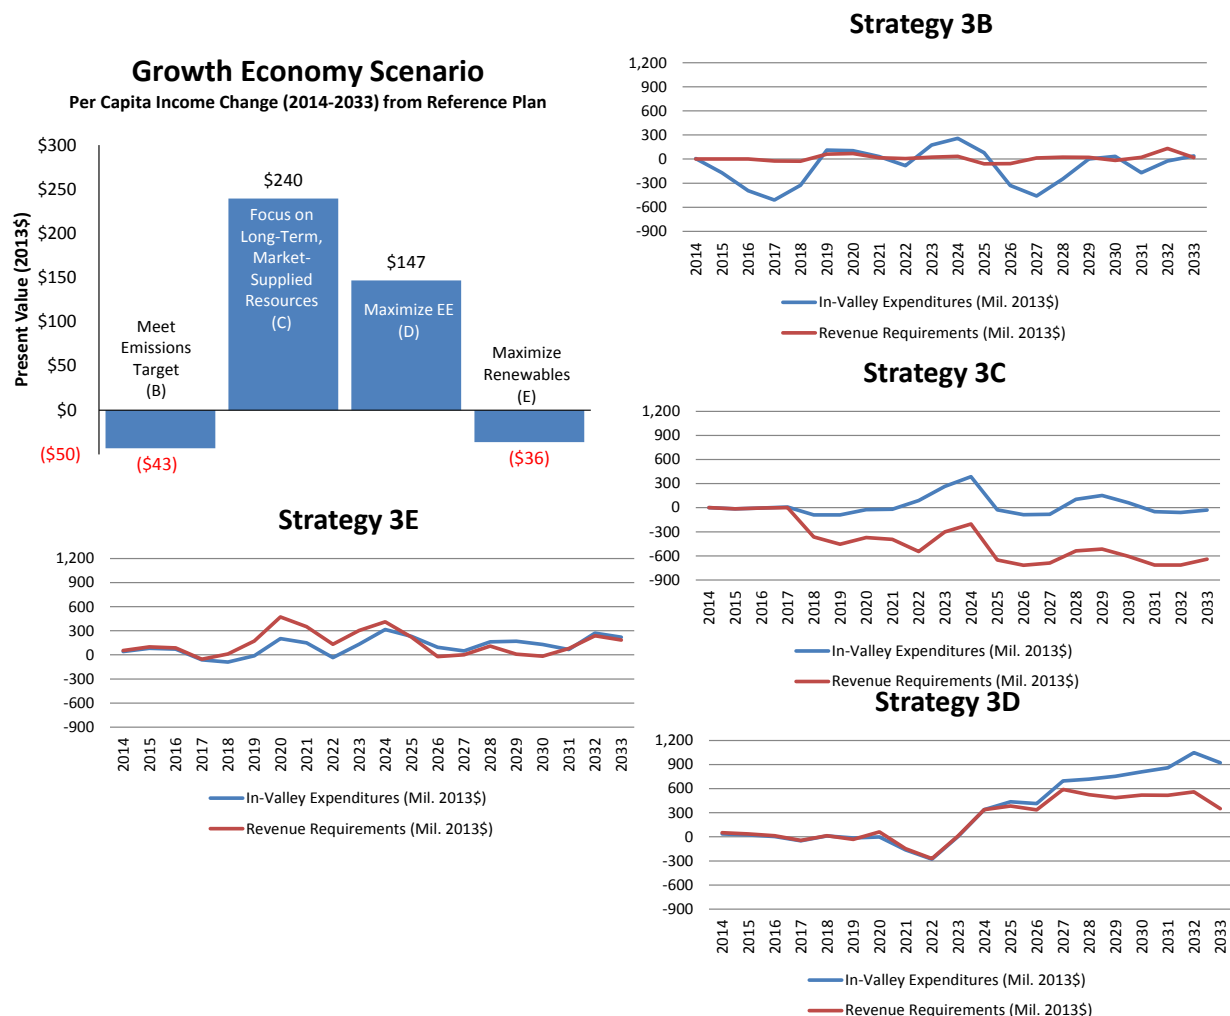 Growth Economy Scenario
Per Capita Income Change (2014-2033) from Reference Plan
Present Value (2013$)
$300
$250
$200
$150
$100
$50
$0
($50)
Meet
Emissions
Target
(B)
($43)
$240
Focus on
Long-Term,
Market-
Supplied
Resources
(C)
$147
Maximize EE
(D)
Maximize
Renewables
(E)
($36)
Strategy 3B
1,200
900
600
300
0
-300
-600
-900
2014 2015 2016 2017 2018 2019 2020 2021 2022 2023 2024 2025 2026 2027 2028 2029 2030 2031 2032 2033
In-Valley Expenditures (Mil. 2013$)
Revenue Requirements (Mil. 2013$)
Strategy 3C
1,200
900
600
300
0
-300
-600
-900
2014 2015 2016 2017 2018 2019 2020 2021 2022 2023 2024 2025 2026 2027 2028 2029 2030 2031 2032 2033
In-Valley Expenditures (Mil. 2013$)
Revenue Requirements (Mil. 2013$)
Strategy 3E
1,200
900
600
300
0
-300
-600
-900
2014 2015 2016 2017 2018 2019 2020 2021 2022 2023 2024 2025 2026 2027 2028 2029 2030 2031 2032 2033
In-Valley Expenditures (Mil. 2013$)
Revenue Requirements (Mil. 2013$)
Strategy 3D
1,200
900
600
300
0
-300
-600
-900
2014 2015 2016 2017 2018 2019 2020 2021 2022 2023 2024 2025 2026 2027 2028 2029 2030 2031 2032 2033
In-Valley Expenditures (Mil. 2013$)
Revenue Requirements (Mil. 2013$)